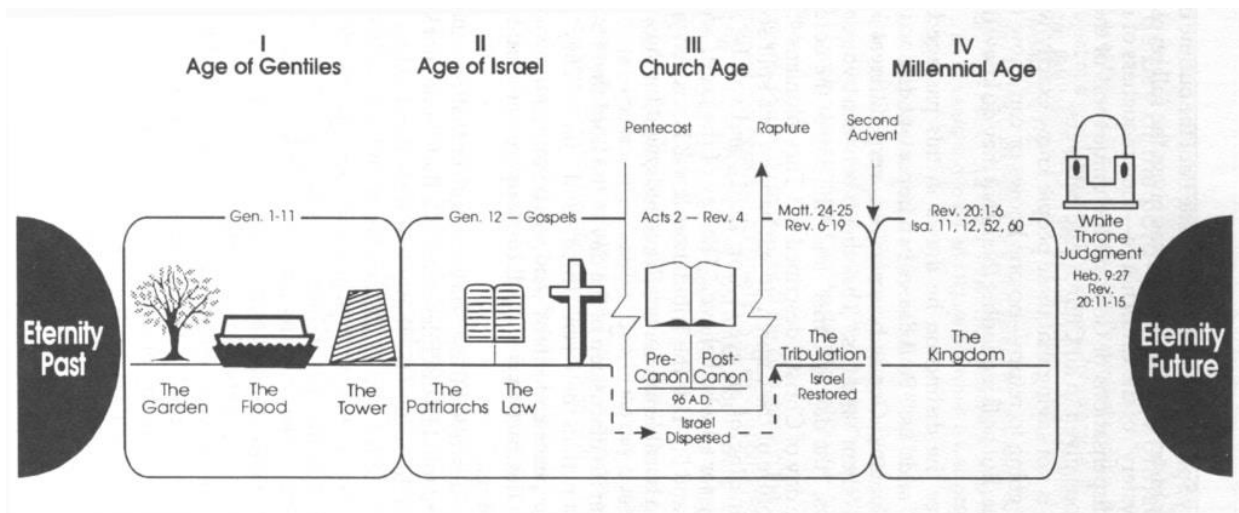 I
Age of Gentiles
II
Age of Israel
III
Church Age
IV
Millennial Age
Pentecost
Rapture
Second
Advent
Gen. 1-11
Gen. 12 — Gospels
Acts 2 — Rev. 4
Matt. 24-25
Rev. 6-19
Rev. 20:1-6
Isa. 11, 12, 52, 60
White
Throne
Judgment
Heb. 9:27
Rev.
20:11-15
Eternity
Past
The
Garden
The
Flood
The
Tower
The
Patriarchs
The
Law
Pre-
Canon
Post-
Canon
96 A.D.
Israel
Dispersed
The
Tribulation
Israel
Restored
The
Kingdom
Eternity
Future